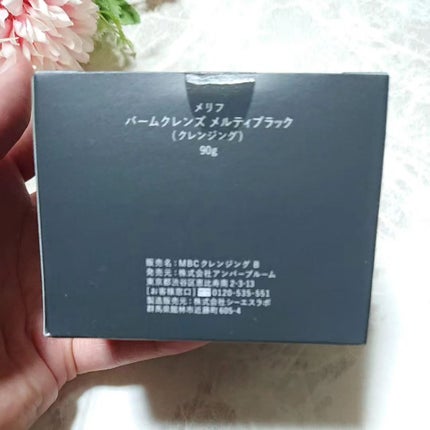 メリフ
バームクレンズ メルティブラック
(クレンジング)
90g
販売名：MBCクレンジング B
発売元：株式会社アンバーブルーム
東京都渋谷区恵比寿南2-3-13
[お客様窓口] 0120-535-551
製造販売元：株式会社シーエスラボ
群馬県館林市近藤町605-4